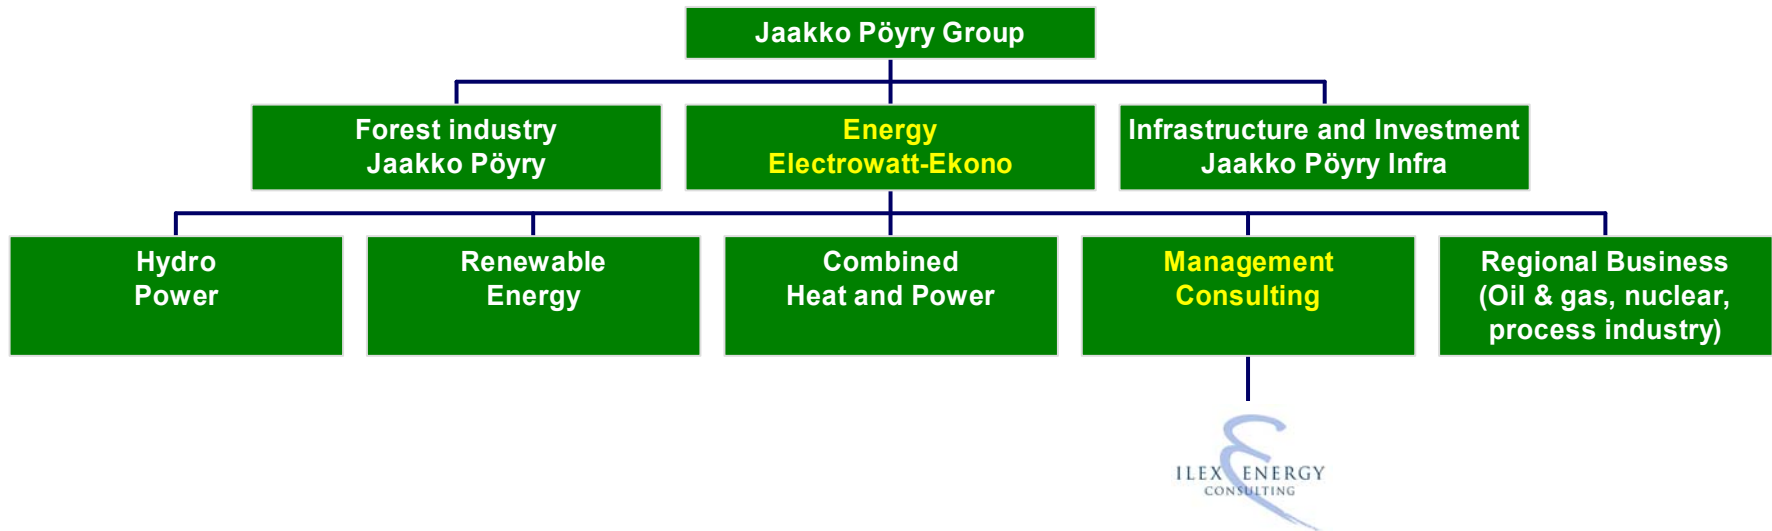 Jaakko Pöyry Group
Forest industry
Jaakko Pöyry
Energy
Electrowatt-Ekono
Infrastructure and Investment
Jaakko Pöyry Infra
Hydro
Power
Renewable
Energy
Combined
Heat and Power
Management
Consulting
Regional Business
(Oil & gas, nuclear,
process industry)
ILEX ENERGY
CONSULTING